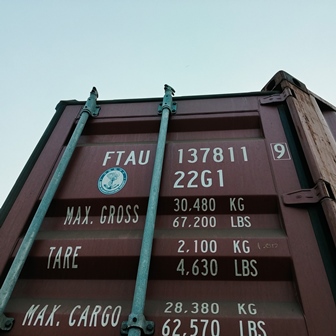 FTAU 137811 9
22G1
MAX. GROSS 30.480 KG
67.200 LBS
TARE 2,100 KG
4,630 LBS
MAX. CARGO 28,380 KG
62,570 LBS